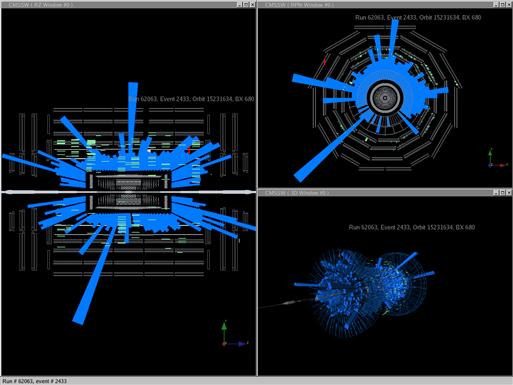 CMSSW ( RZ Window #0 )
Run 62063, Event 2433, Orbit 15231634, BX 680
CMSSW ( RPhi Window #0 )
Run 62063, Event 2433, Orbit 15231634, BX 680
CMSSW ( 3D Window #0 )
Run 62063, Event 2433, Orbit 15231634, BX 680
Run # 62063, event # 2433